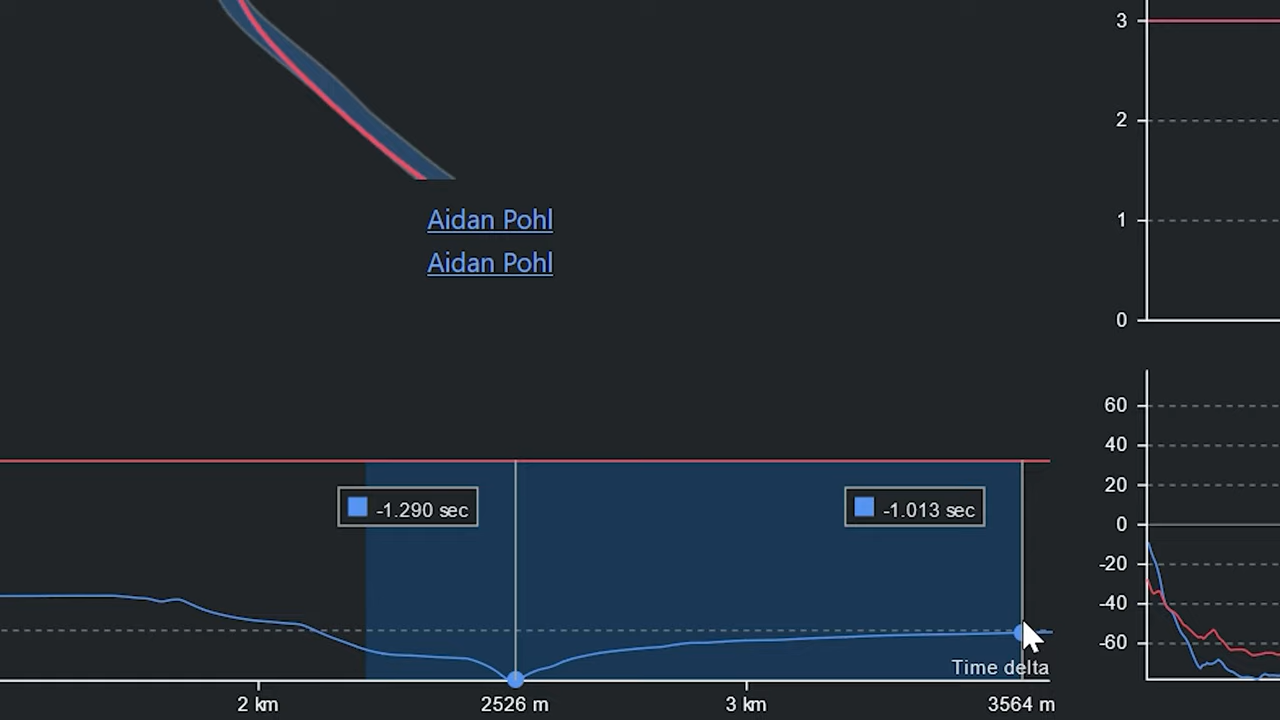 Aidan Pohl
Aidan Pohl
-1.290 sec
-1.013 sec
Time delta
2 km
2526 m
3 km
3564 m
3
2
1
0
60
40
20
0
-20
-40
-60